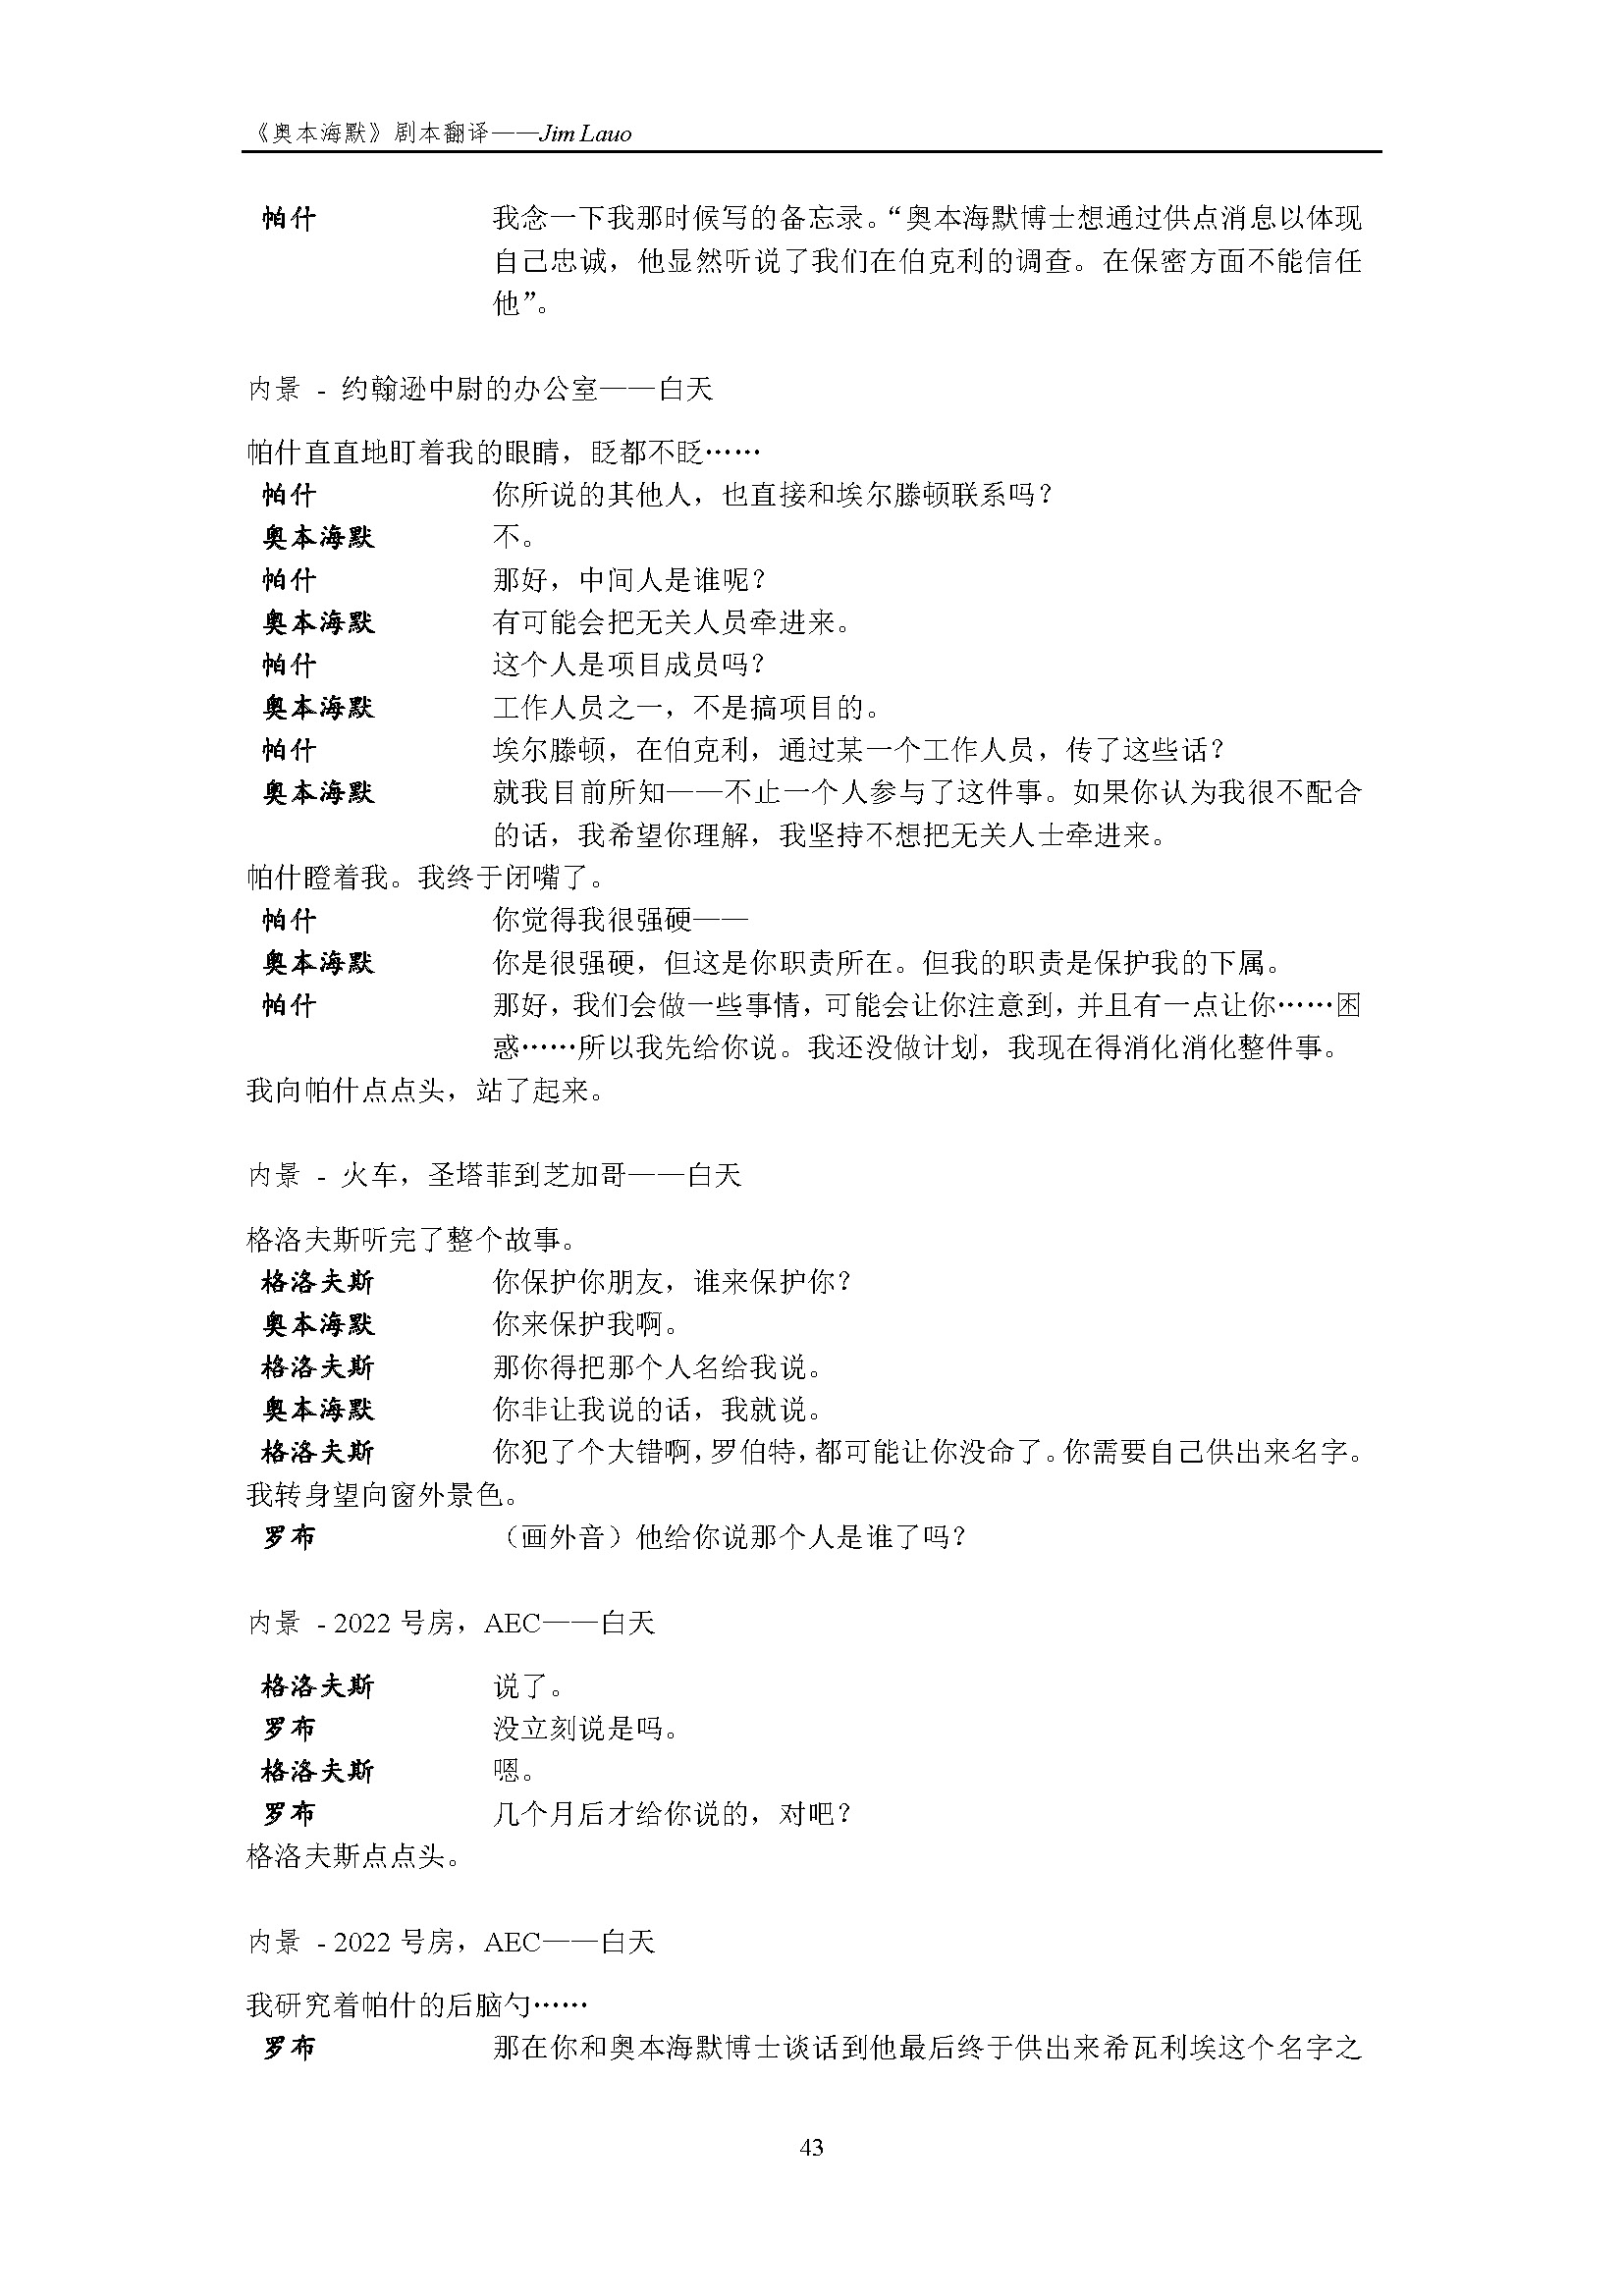 《奥本海默》剧本翻译——Jim Lauo
帕什 我念一下我那时候写的备忘录。“奥本海默博士想通过供点消息以体现
自己忠诚，他显然听说了我们在伯克利的调查。在保密方面不能信任
他”。
内景 - 约翰逊中尉的办公室——白天
帕什直直地盯着我的眼睛，眨都不眨……
帕什 你所说的其他人，也直接和埃尔滕顿联系吗？
奥本海默 不。
帕什 那好，中间人是谁呢？
奥本海默 有可能会把无关人员牵进来。
帕什 这个人是项目成员吗？
奥本海默 工作人员之一，不是搞项目的。
帕什 埃尔滕顿，在伯克利，通过某一个工作人员，传了这些话？
奥本海默 就我目前所知——不止一个人参与了这件事。如果你认为我很不配合
的话，我希望你理解，我坚持不想把无关人士牵进来。
帕什瞪着我。我终于闭嘴了。
帕什 你觉得我很强硬——
奥本海默 你是很强硬，但这是你职责所在。但我的职责是保护我的下属。
帕什 那好，我们会做一些事情，可能会让你注意到，并且有一点让你……困
惑……所以我先给你说。我还没做计划，我现在得消化消化整件事。
我向帕什点点头，站了起来。
内景 - 火车，圣塔菲到芝加哥——白天
格洛夫斯听完了整个故事。
格洛夫斯 你保护你朋友，谁来保护你？
奥本海默 你来保护我啊。
格洛夫斯 那你得把那个人名给我说。
奥本海默 你非让我说的话，我就说。
格洛夫斯 你犯了个大错啊，罗伯特，都可能让你没命了。你需要自己供出来名字。
我转身望向窗外景色。
罗布 （画外音）他给你说那个人是谁了吗？
内景 - 2022 号房，AEC——白天
格洛夫斯 说了。
罗布 没立刻说是吗。
格洛夫斯 嗯。
罗布 几个月后才给你说的，对吧？
格洛夫斯点点头。
内景 - 2022 号房，AEC——白天
我研究着帕什的后脑勺……
罗布 那在你和奥本海默博士谈话到他最后终于供出来希瓦利埃这个名字之
43